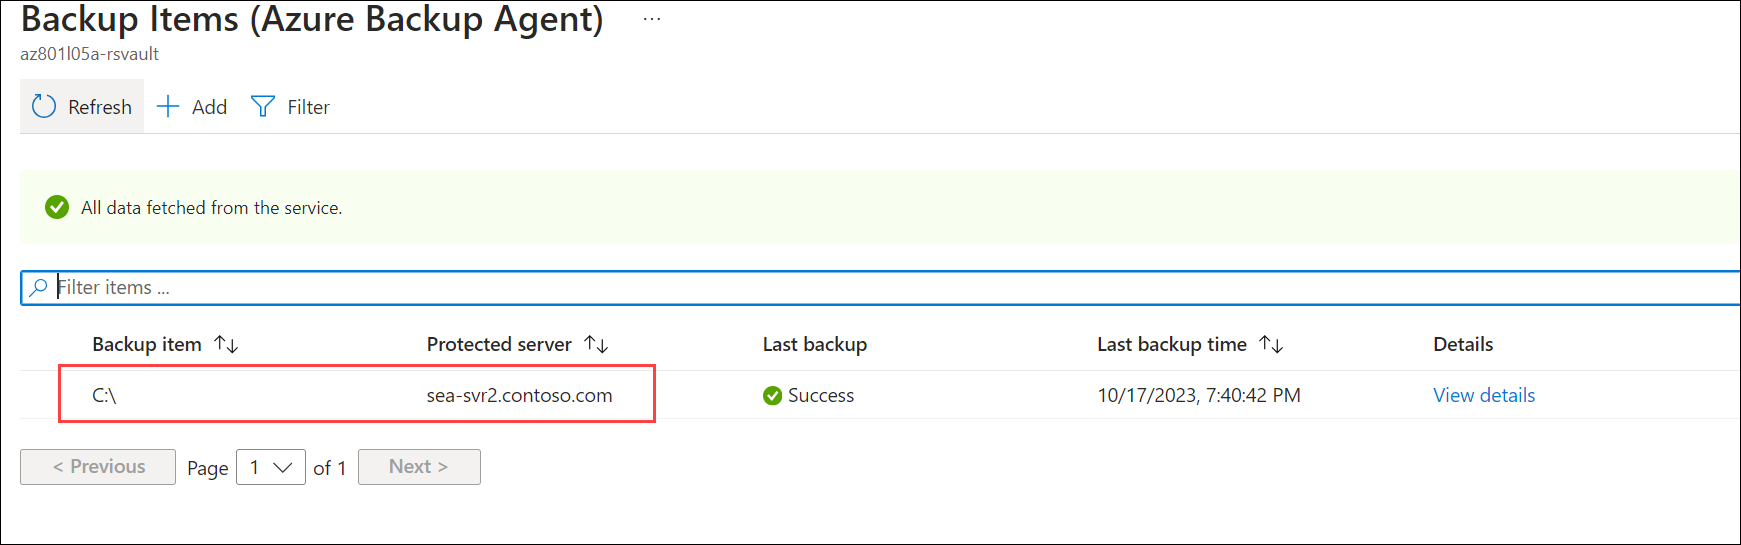 Backup Items (Azure Backup Agent) ...
az801l05a-rsvault
Refresh Add Filter
All data fetched from the service.
Filter items ...
Backup item ↑↓ Protected server ↑↓ Last backup Last backup time ↑↓ Details
C:\ sea-svr2.contoso.com Success 10/17/2023, 7:40:42 PM View details
< Previous Page 1 of 1 Next >